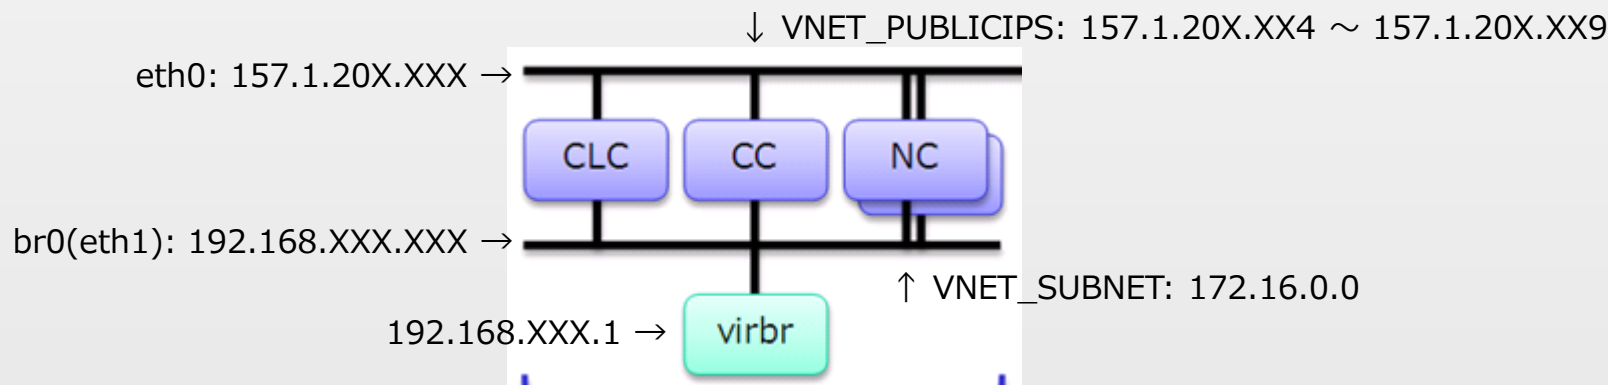 ↓ VNET_PUBLICIPS: 157.1.20X.XX4 ～ 157.1.20X.XX9
eth0: 157.1.20X.XXX →
CLC
CC
NC
br0(eth1): 192.168.XXX.XXX →
↑ VNET_SUBNET: 172.16.0.0
192.168.XXX.1 →
virbr